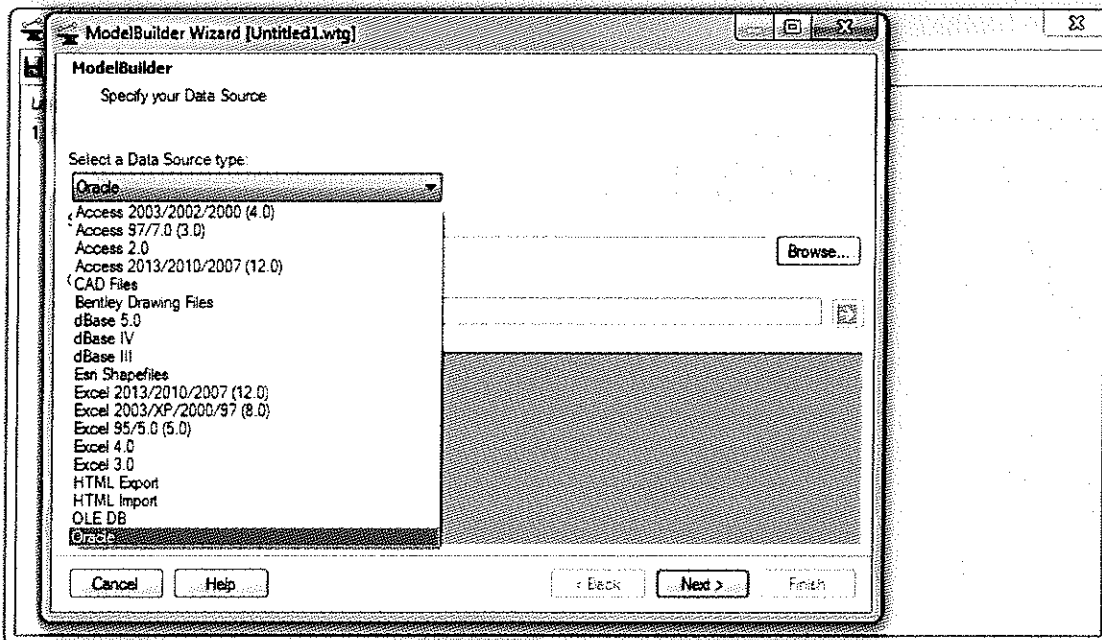 ModelBuilder Wizard [Untitled1.wtg]
ModelBuilder
Specify your Data Source
Select a Data Source type:
Oracle
Access 2003/2002/2000 (4.0)
Access 97/7.0 (3.0)
Access 2.0
Access 2013/2010/2007 (12.0)
CAD Files
Bentley Drawing Files
dBase 5.0
dBase IV
dBase III
Esri Shapefiles
Excel 2013/2010/2007 (12.0)
Excel 2003/XP/2000/97 (8.0)
Excel 95/5.0 (5.0)
Excel 4.0
Excel 3.0
HTML Export
HTML Import
OLE DB
Oracle
Browse...
Cancel
Help
< Back
Next >
Finish